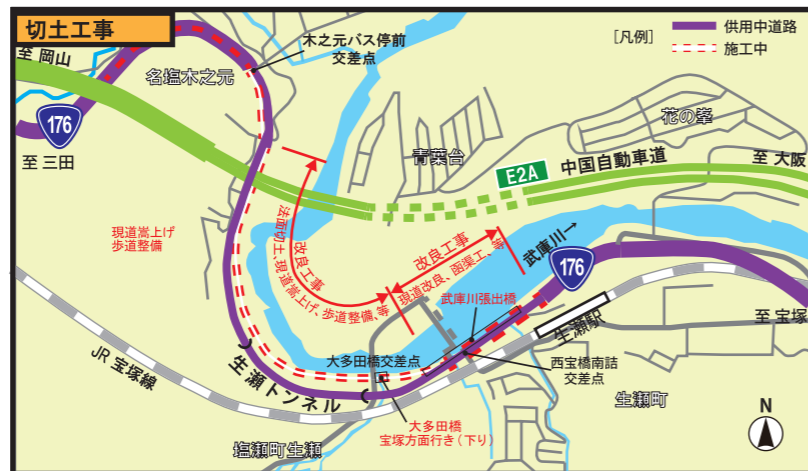 切土工事
[凡例]
供用中道路
施工中
木之元バス停前
交差点
至 岡山
名塩木之元
花の峯
176
青葉台
至 三田
E2A
中国自動車道
至 大阪
現道嵩上げ
歩道整備
改良工事
法面切土、現道嵩上げ、歩道整備、等
改良工事
現道改良、函渠工、等
武庫川→
176
武庫川張出橋
至 宝塚
生瀬駅
JR 宝塚線
生瀬トンネル
大多田橋交差点
西宝橋南詰
交差点
生瀬町
大多田橋
宝塚方面行き（下り）
塩瀬町生瀬
N